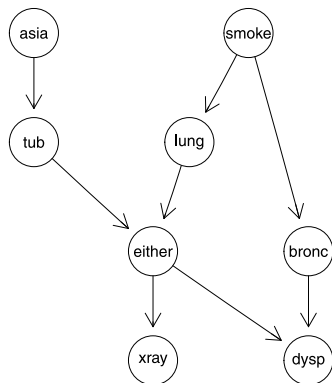 asia
smoke
tub
lung
either
bronc
xray
dysp